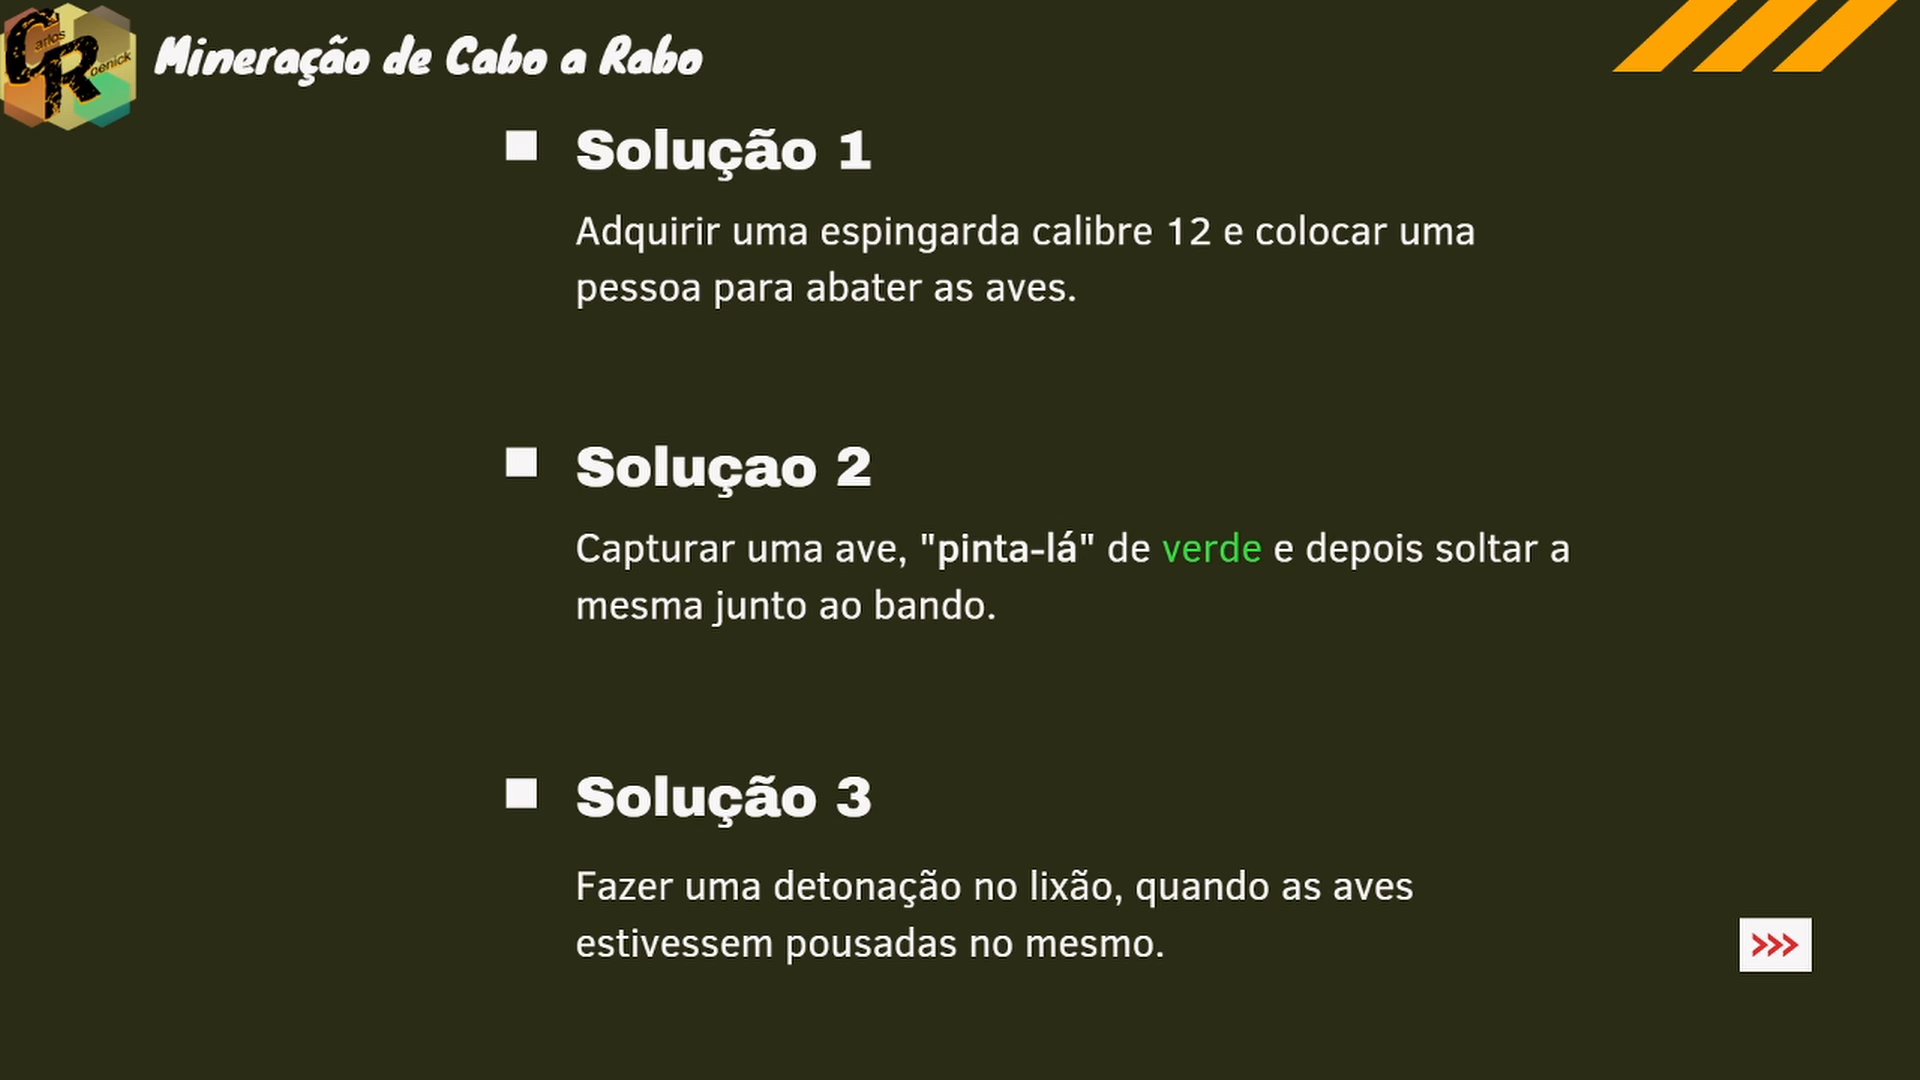 C
arlos
R
oenick
Mineração de Cabo a Rabo
Solução 1
Adquirir uma espingarda calibre 12 e colocar uma
pessoa para abater as aves.
Soluçao 2
Capturar uma ave, "pinta-lá" de verde e depois soltar a
mesma junto ao bando.
Solução 3
Fazer uma detonação no lixão, quando as aves
estivessem pousadas no mesmo.
>>>